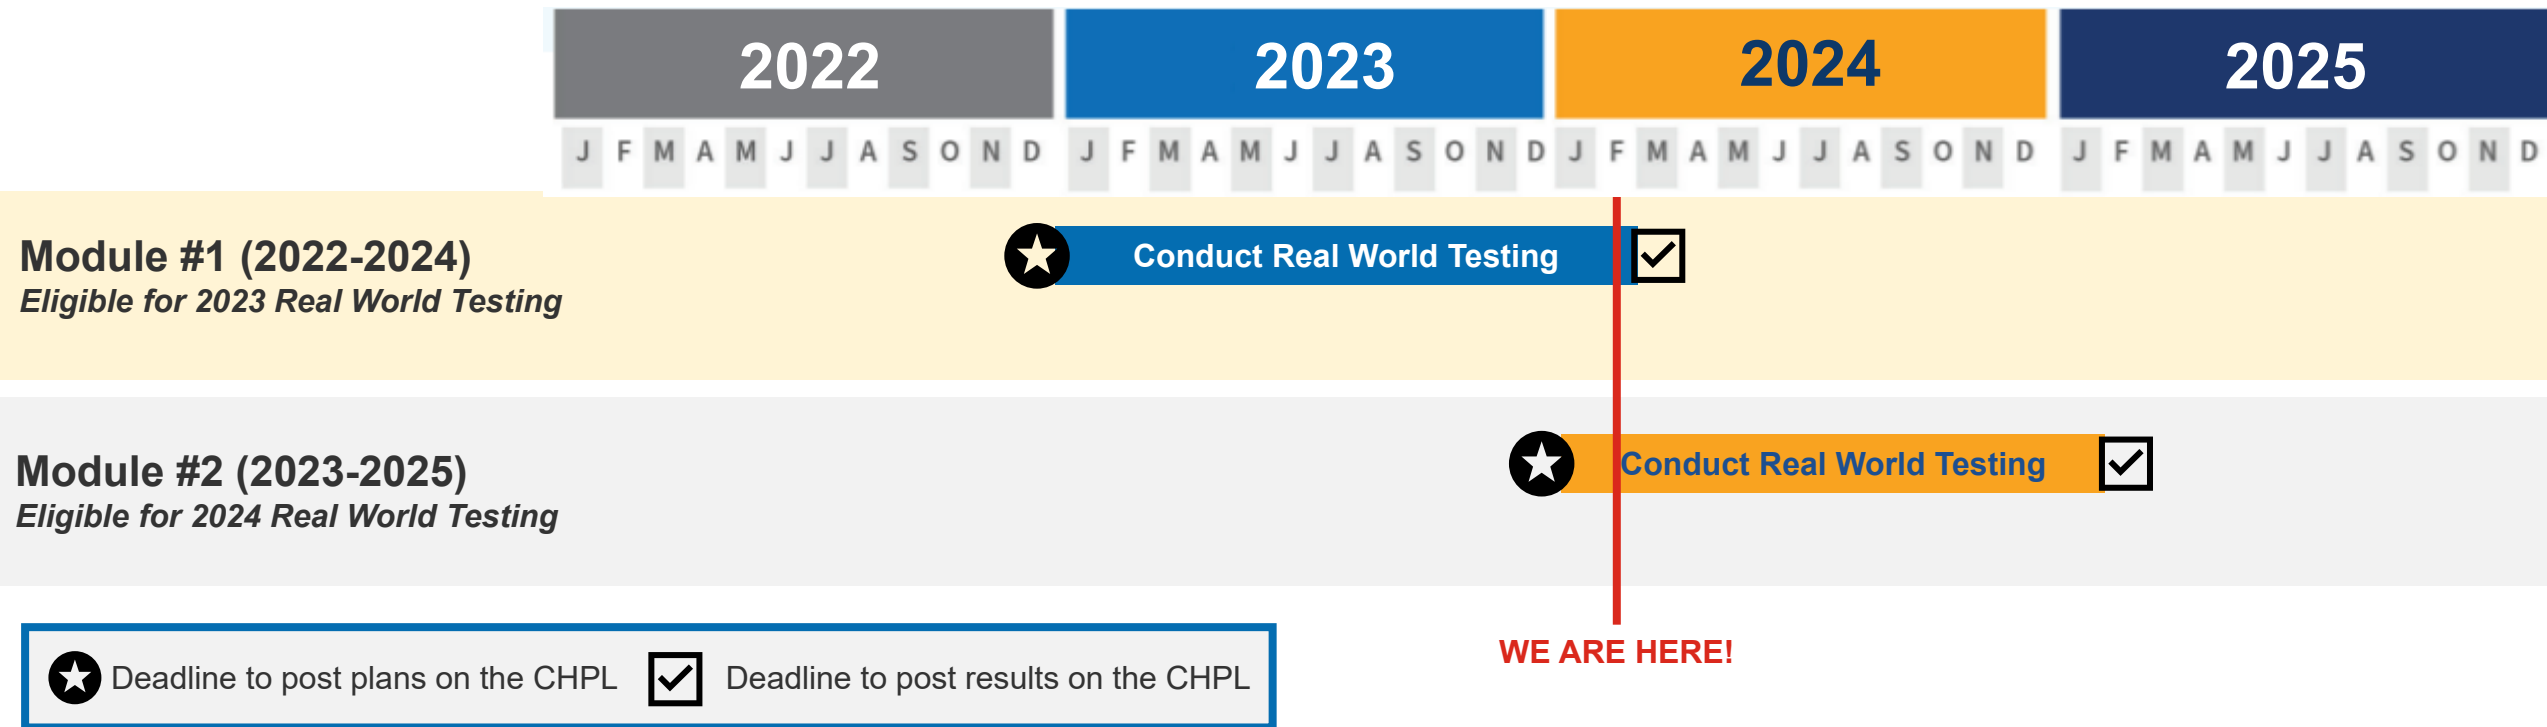 2022 2023 2024 2025
J F M A M J J A S O N D J F M A M J J A S O N D J F M A M J J A S O N D J F M A M J J A S O N D
Module #1 (2022-2024)
Eligible for 2023 Real World Testing
Conduct Real World Testing
Module #2 (2023-2025)
Eligible for 2024 Real World Testing
Conduct Real World Testing
WE ARE HERE!
Deadline to post plans on the CHPL Deadline to post results on the CHPL